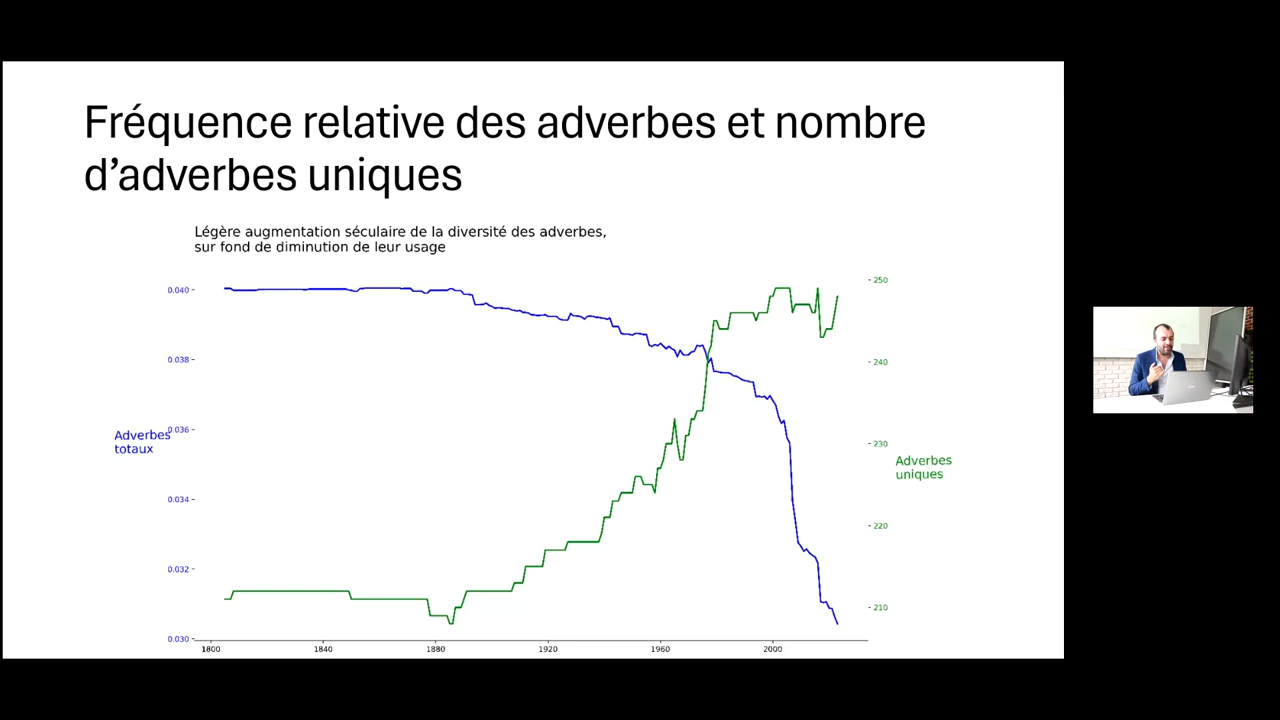 Fréquence relative des adverbes et nombre
d’adverbes uniques
Légère augmentation séculaire de la diversité des adverbes,
sur fond de diminution de leur usage
0.040
0.038
0.036
0.034
0.032
0.030
Adverbes
totaux
250
240
230
220
210
Adverbes
uniques
1800 1840 1880 1920 1960 2000